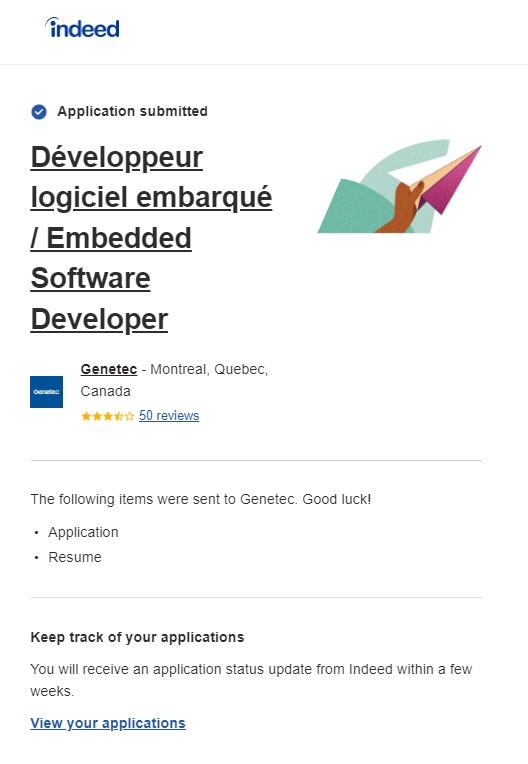 indeed
Application submitted
Développeur
logiciel embarqué
/ Embedded
Software
Developer
Genetec - Montreal, Quebec,
Canada
Genetec
50 reviews
The following items were sent to Genetec. Good luck!
• Application
• Resume
Keep track of your applications
You will receive an application status update from Indeed within a few
weeks.
View your applications